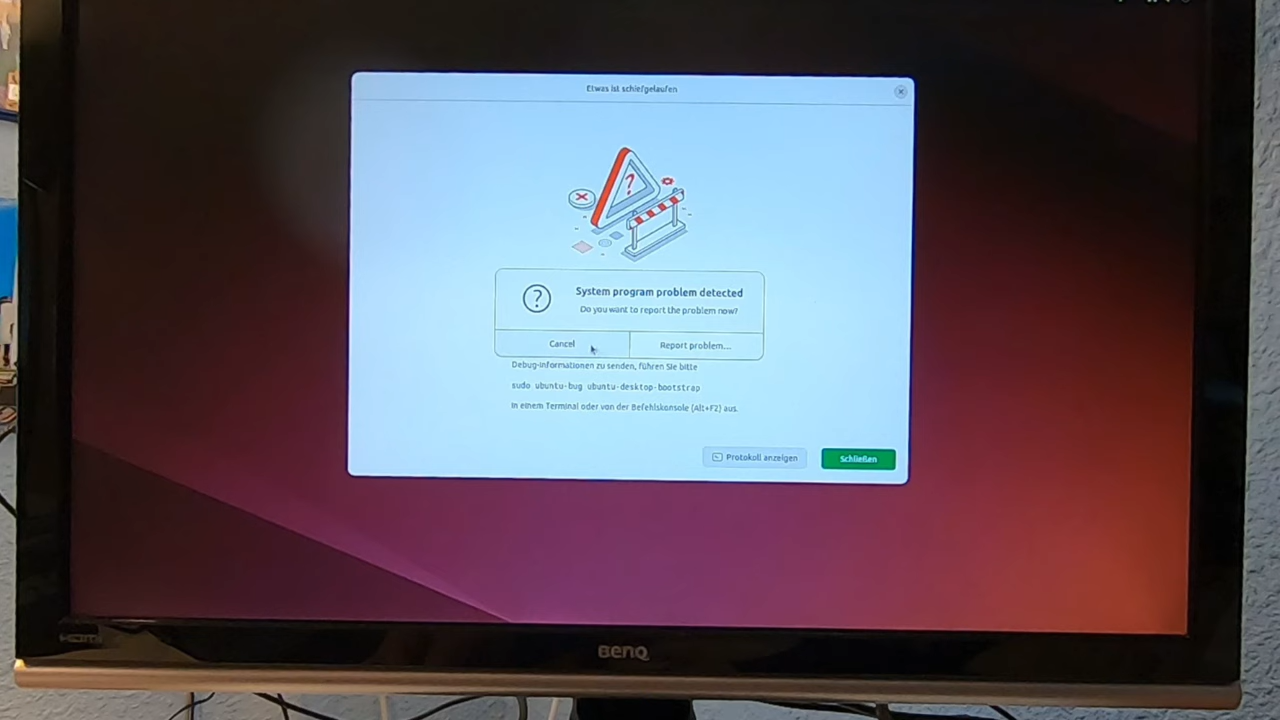 Etwas ist schiefgelaufen
System program problem detected
Do you want to report the problem now?
Cancel
Report problem...
Debug-Informationen zu senden, führen Sie bitte
sudo ubuntu-bug ubuntu-desktop-bootstrap
in einem Terminal oder von der Befehlskonsole (Alt+F2) aus.
Protokoll anzeigen
Schließen
HDMI
BenQ